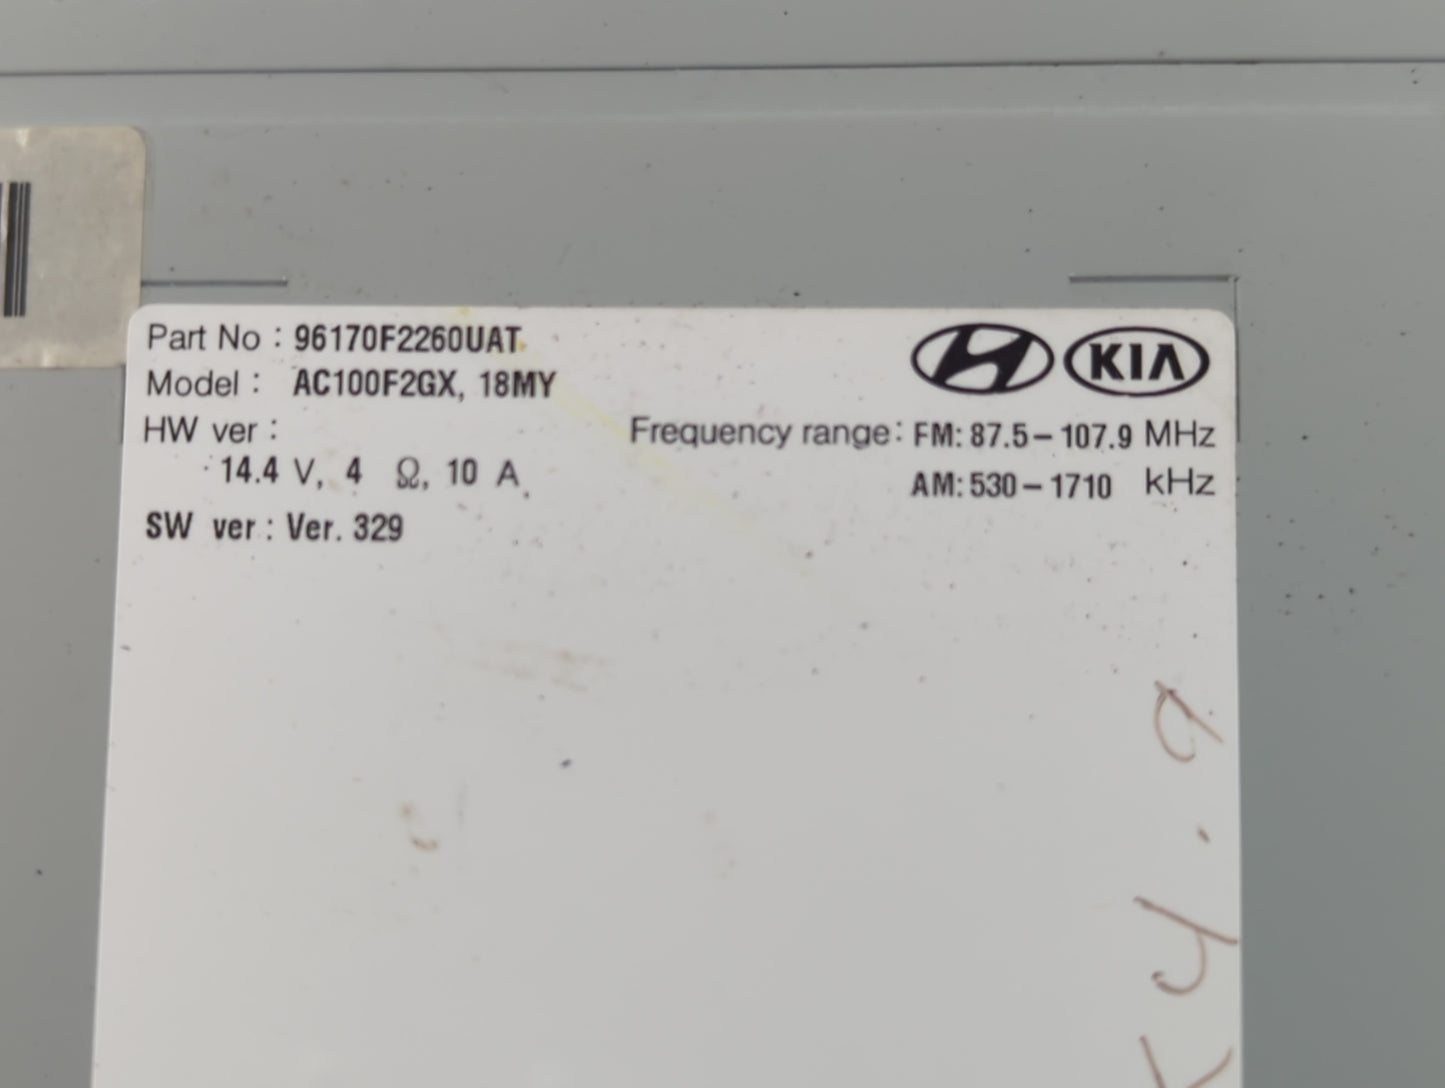 Part No : 96170F2260UAT
KIA
Model : AC100F2GX, 18MY
HW ver :
Frequency range: FM: 87.5 – 107.9 MHz
14.4 V, 4 Ω, 10 A
AM: 530 – 1710 kHz
SW ver : Ver. 329